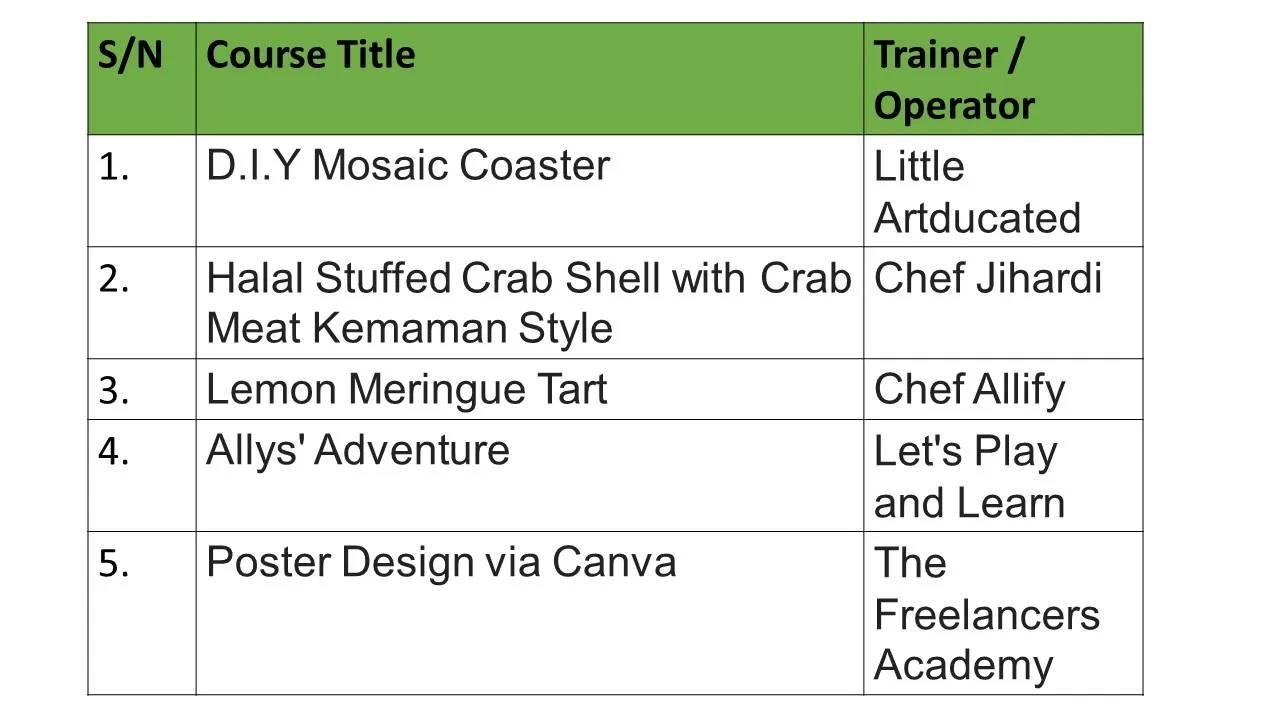 S/N Course Title Trainer /
Operator
1. D.I.Y Mosaic Coaster Little
Artducated
2. Halal Stuffed Crab Shell with Crab Chef Jihardi
Meat Kemaman Style
3. Lemon Meringue Tart Chef Allify
4. Allys' Adventure Let's Play
and Learn
5. Poster Design via Canva The
Freelancers
Academy